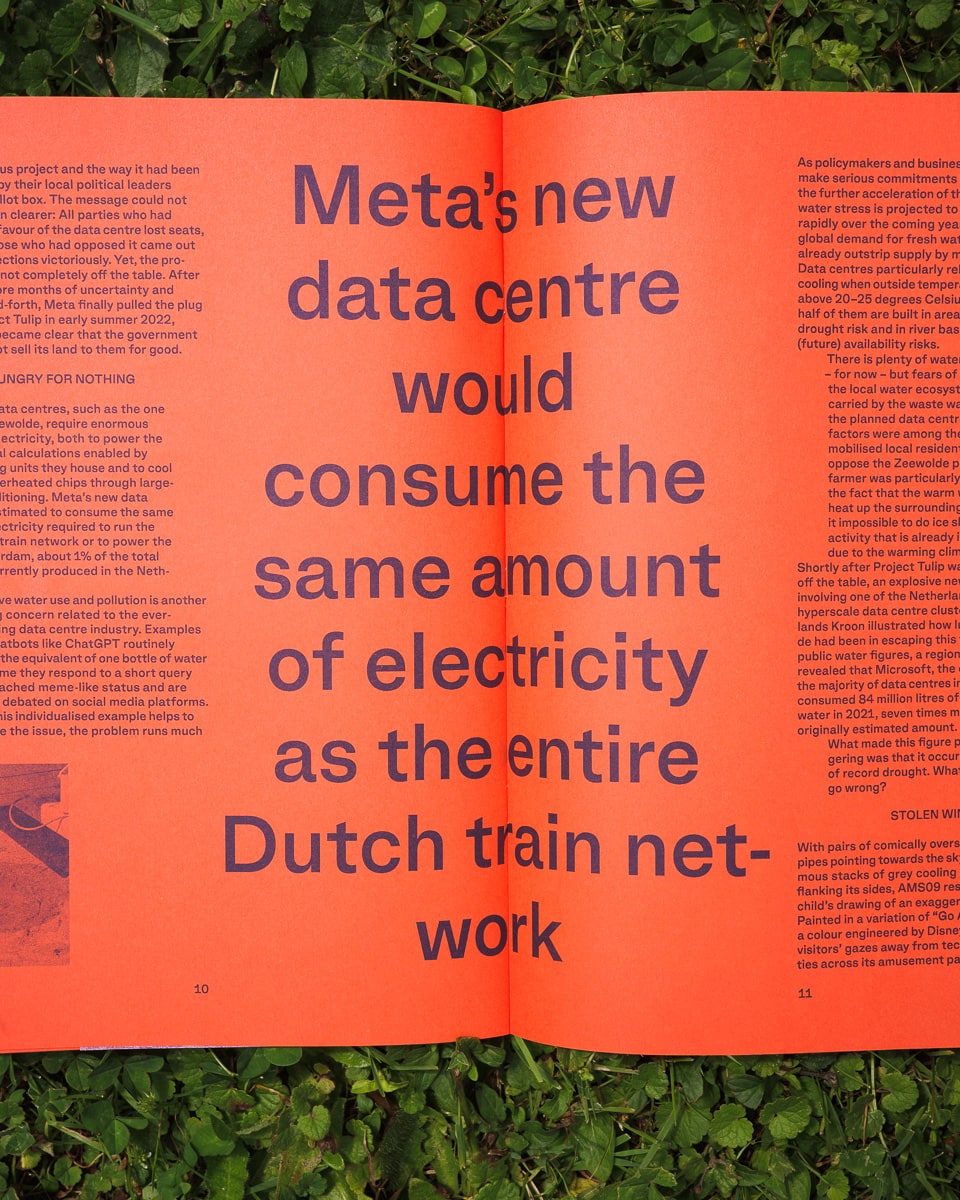 us project and the way it had been
by their local political leaders
llot box. The message could not
n clearer: All parties who had
favour of the data centre lost seats,
ose who had opposed it came out
ections victoriously. Yet, the pro-
not completely off the table. After
ore months of uncertainty and
d-forth, Meta finally pulled the plug
ct Tulip in early summer 2022,
became clear that the government
ot sell its land to them for good.
UNGRY FOR NOTHING
ata centres, such as the one
ewolde, require enormous
ectricity, both to power the
al calculations enabled by
g units they house and to cool
erheated chips through large-
ditioning. Meta's new data
stimated to consume the same
ectricity required to run the
train network or to power the
rdam, about 1% of the total
rrently produced in the Neth-
ve water use and pollution is another
g concern related to the ever-
ing data centre industry. Examples
atbots like ChatGPT routinely
the equivalent of one bottle of water
me they respond to a short query
ached meme-like status and are
debated on social media platforms.
his individualised example helps to
e the issue, the problem runs much
10
Meta's new
data centre
would
consume the
same amount
of electricity
as the entire
Dutch train net-
work
As policymakers and busines
make serious commitments
the further acceleration of th
water stress is projected to
rapidly over the coming yea
global demand for fresh wat
already outstrip supply by m
Data centres particularly rel
cooling when outside tempera
above 20–25 degrees Celsiu
half of them are built in area
drought risk and in river bas
(future) availability risks.
There is plenty of water
– for now – but fears of
the local water ecosyst
carried by the waste wa
the planned data centr
factors were among the
mobilised local resident
oppose the Zeewolde p
farmer was particularly
the fact that the warm w
heat up the surrounding
it impossible to do ice s
activity that is already i
due to the warming clim
Shortly after Project Tulip wa
off the table, an explosive new
involving one of the Netherlan
hyperscale data centre cluste
lands Kroon illustrated how l
de had been in escaping this
public water figures, a region
revealed that Microsoft, the o
the majority of data centres in
consumed 84 million litres of
water in 2021, seven times m
originally estimated amount.
What made this figure p
gering was that it occur
of record drought. What
go wrong?
STOLEN WIN
With pairs of comically overs
pipes pointing towards the sky
mous stacks of grey cooling
flanking its sides, AMS09 res
child's drawing of an exagger
Painted in a variation of “Go A
a colour engineered by Disney
visitors' gazes away from tec
ties across its amusement pa
11